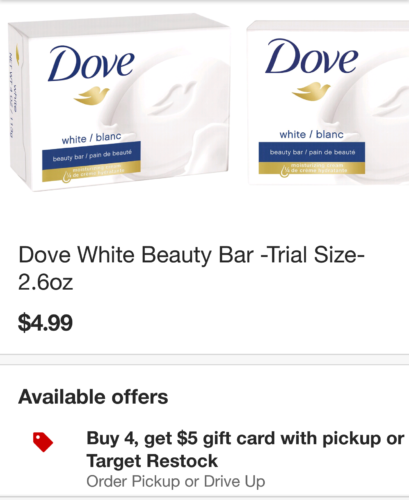 Dove
white / blanc
beauty bar / pain de beauté
white
Dove
white / blanc
beauty bar / pain de beauté
Dove White Beauty Bar -Trial Size-
2.6oz
$4.99
Available offers
Buy 4, get $5 gift card with pickup or
Target Restock
Order Pickup or Drive Up